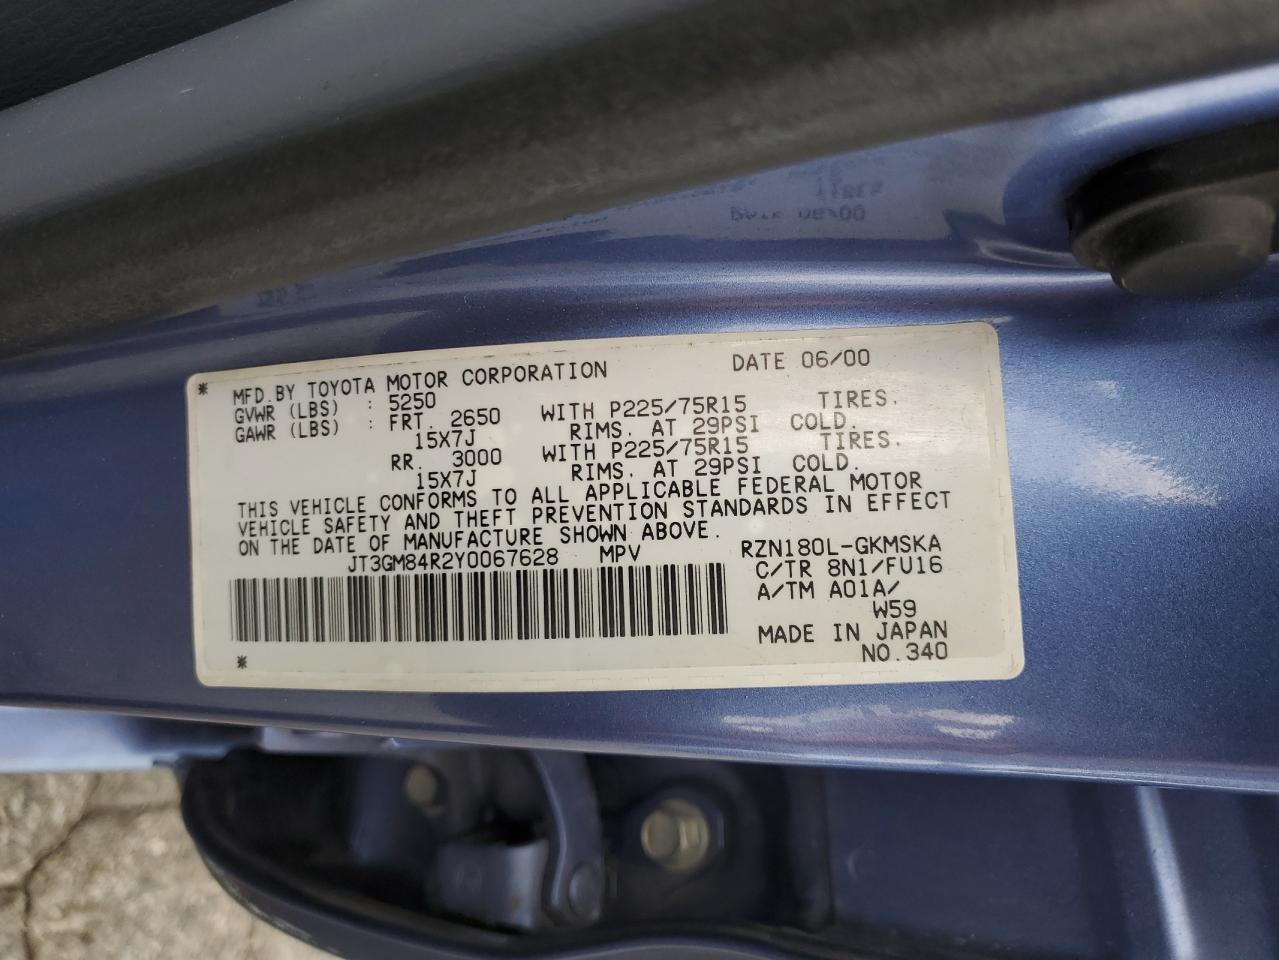 * MFD.BY TOYOTA MOTOR CORPORATION DATE 06/00
GVWR (LBS) : 5250
GAWR (LBS) : FRT. 2650 WITH P225/75R15 TIRES.
15X7J RIMS. AT 29PSI COLD.
RR. 3000 WITH P225/75R15 TIRES.
15X7J RIMS. AT 29PSI COLD.
THIS VEHICLE CONFORMS TO ALL APPLICABLE FEDERAL MOTOR
VEHICLE SAFETY AND THEFT PREVENTION STANDARDS IN EFFECT
ON THE DATE OF MANUFACTURE SHOWN ABOVE.
JT3GM84R2Y0067628 MPV RZN180L-GKMSKA
C/TR 8N1/FU16
A/TM A01A/
W59
MADE IN JAPAN
* NO.340